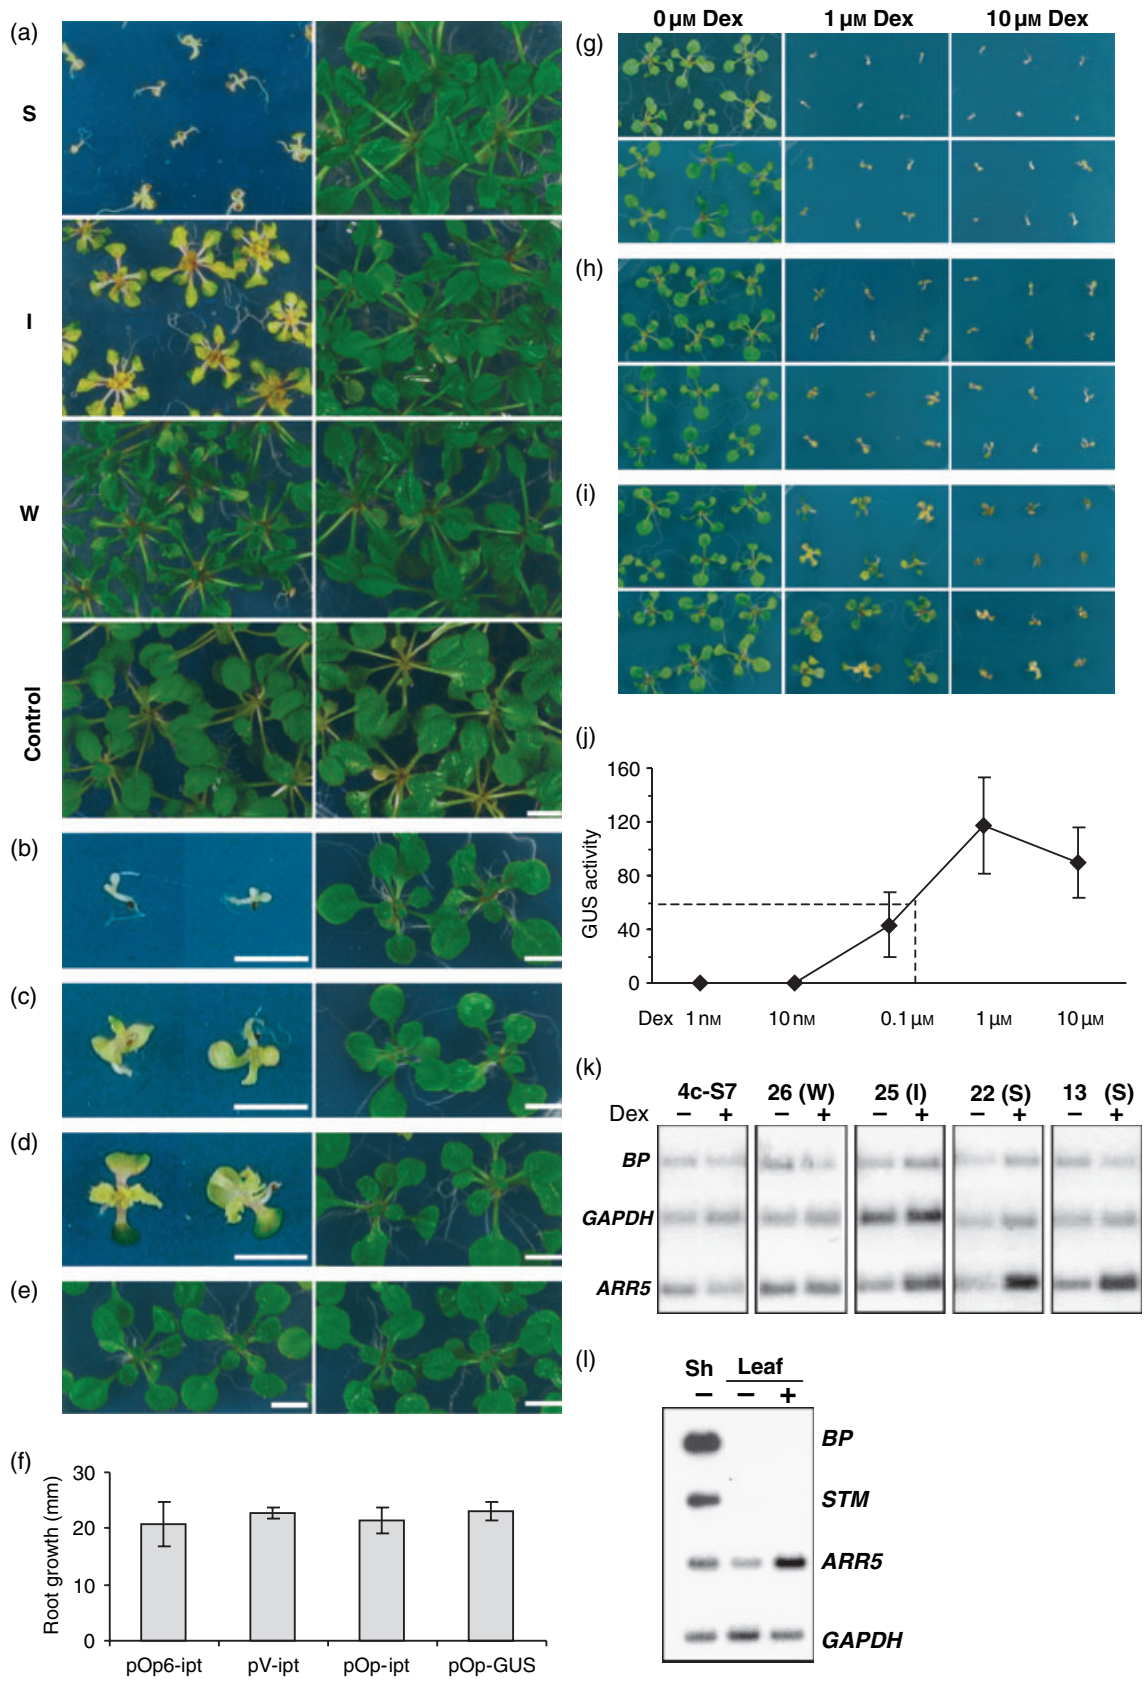 (a)
S
I
W
Control
(b)
(c)
(d)
(e)
(f)
Root growth (mm)
30
20
10
0
pOp6-ipt pV-ipt pOp-ipt pOp-GUS
0 µM Dex 1 µM Dex 10 µM Dex
(g)
(h)
(i)
(j)
GUS activity
160
120
80
40
0
Dex 1 nM 10 nM 0.1 µM 1 µM 10 µM
(k)
4c-S7 26 (W) 25 (I) 22 (S) 13 (S)
Dex − + − + − + − + − +
BP
GAPDH
ARR5
(l)
Sh Leaf
− − +
BP
STM
ARR5
GAPDH